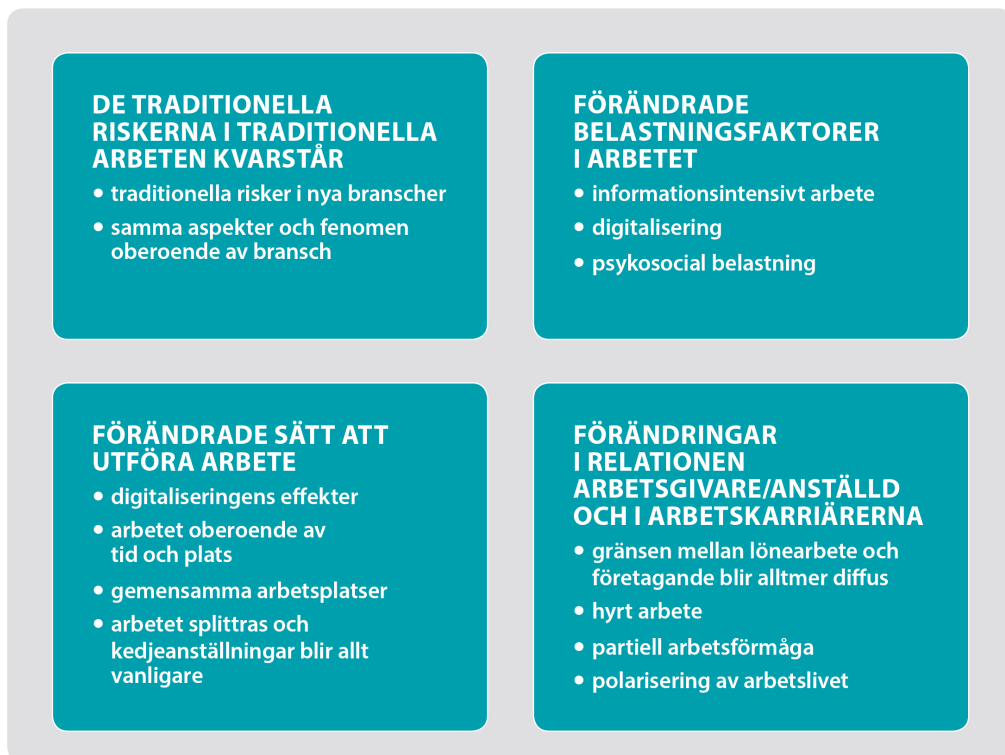 DE TRADITIONELLA
RISKERNA I TRADITIONELLA
ARBETEN KVARSTÅR
• traditionella risker i nya branscher
• samma aspekter och fenomen
oberoende av bransch
FÖRÄNDRADE
BELASTNINGSFAKTORER
I ARBETET
• informationsintensivt arbete
• digitalisering
• psykosocial belastning
FÖRÄNDRADE SÄTT ATT
UTFÖRA ARBETE
• digitaliseringens effekter
• arbetet oberoende av
tid och plats
• gemensamma arbetsplatser
• arbetet splittras och
kedjeanställningar blir allt
vanligare
FÖRÄNDRINGAR
I RELATIONEN
ARBETSGIVARE/ANSTÄLLD
OCH I ARBETSKARRIÄRERNA
• gränsen mellan lönearbete och
företagande blir alltmer diffus
• hyrt arbete
• partiell arbetsförmåga
• polarisering av arbetslivet